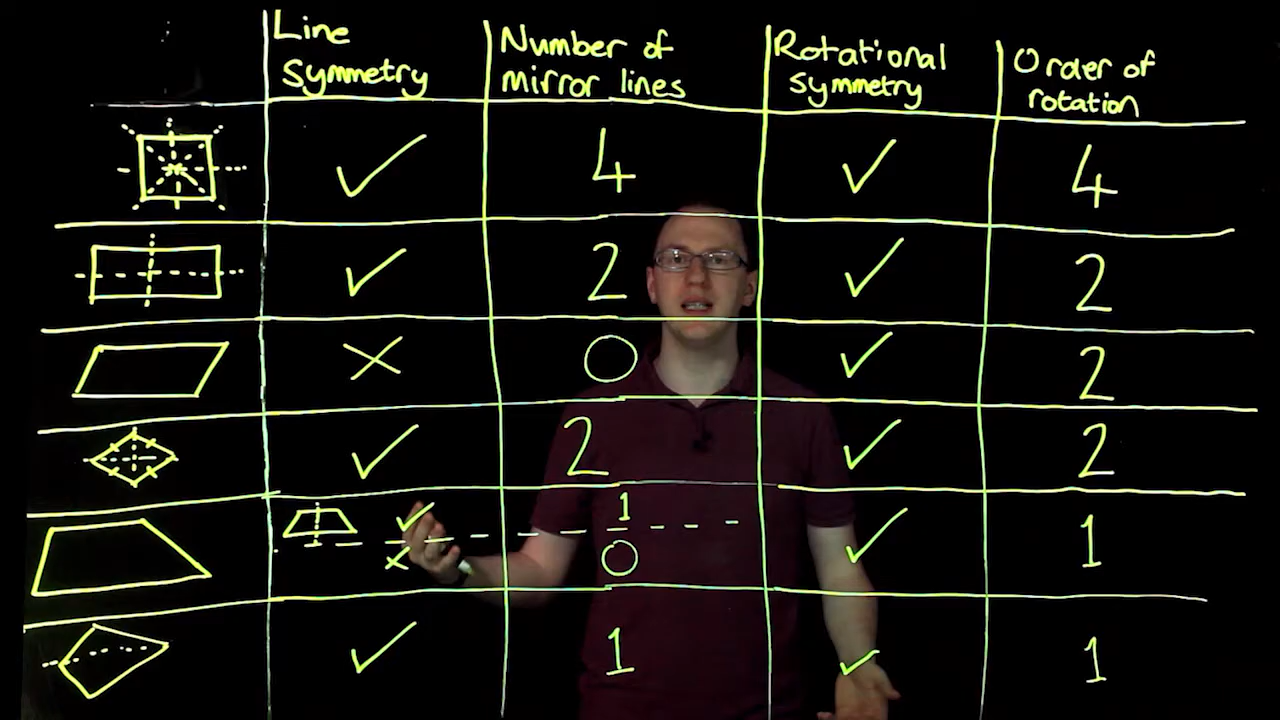 Line symmetry
Number of mirror lines
Rotational symmetry
Order of rotation
✓ 4 ✓ 4
✓ 2 ✓ 2
× 0 ✓ 2
✓ 2 ✓ 2
✓ 1
× 0 ✓ 1
✓ 1 ✓ 1